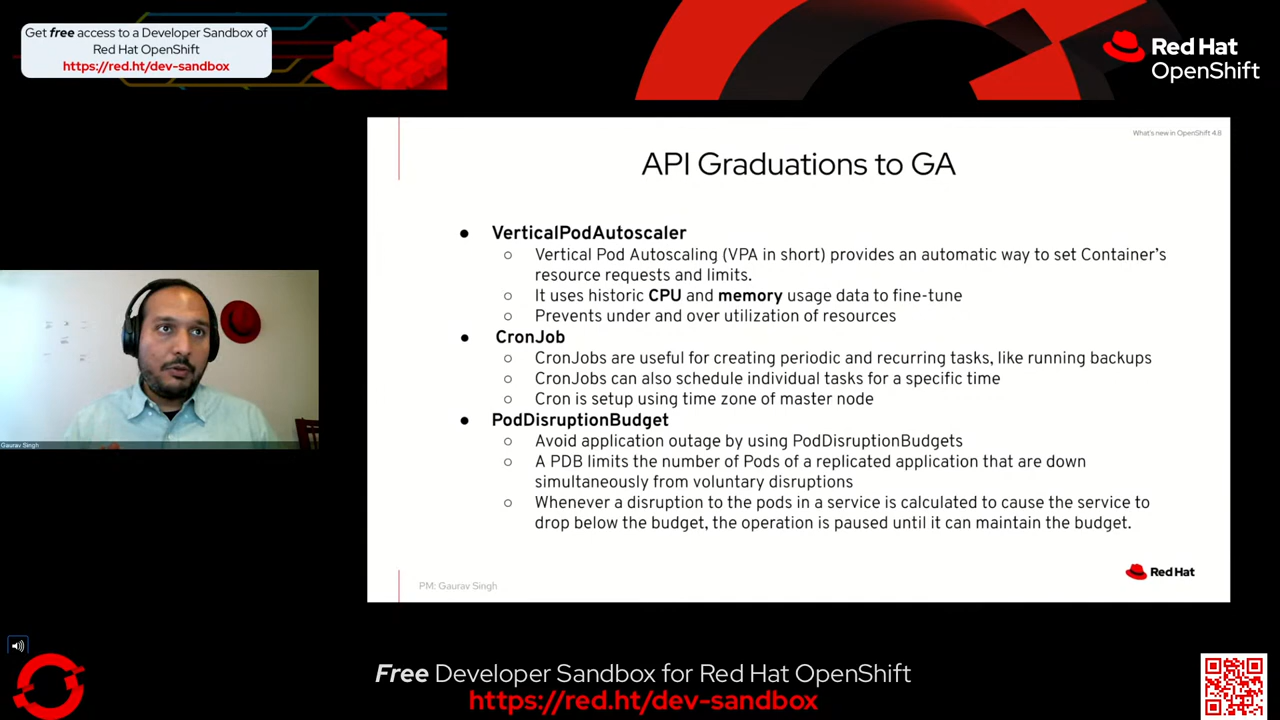 Get free access to a Developer Sandbox of
Red Hat OpenShift
https://red.ht/dev-sandbox
Red Hat
OpenShift
What's new in OpenShift 4.8
API Graduations to GA
● VerticalPodAutoscaler
○ Vertical Pod Autoscaling (VPA in short) provides an automatic way to set Container's
resource requests and limits.
○ It uses historic CPU and memory usage data to fine-tune
○ Prevents under and over utilization of resources
● CronJob
○ CronJobs are useful for creating periodic and recurring tasks, like running backups
○ CronJobs can also schedule individual tasks for a specific time
○ Cron is setup using time zone of master node
● PodDisruptionBudget
○ Avoid application outage by using PodDisruptionBudgets
○ A PDB limits the number of Pods of a replicated application that are down
simultaneously from voluntary disruptions
○ Whenever a disruption to the pods in a service is calculated to cause the service to
drop below the budget, the operation is paused until it can maintain the budget.
Gaurav Singh
PM: Gaurav Singh
Red Hat
Free Developer Sandbox for Red Hat OpenShift
https://red.ht/dev-sandbox